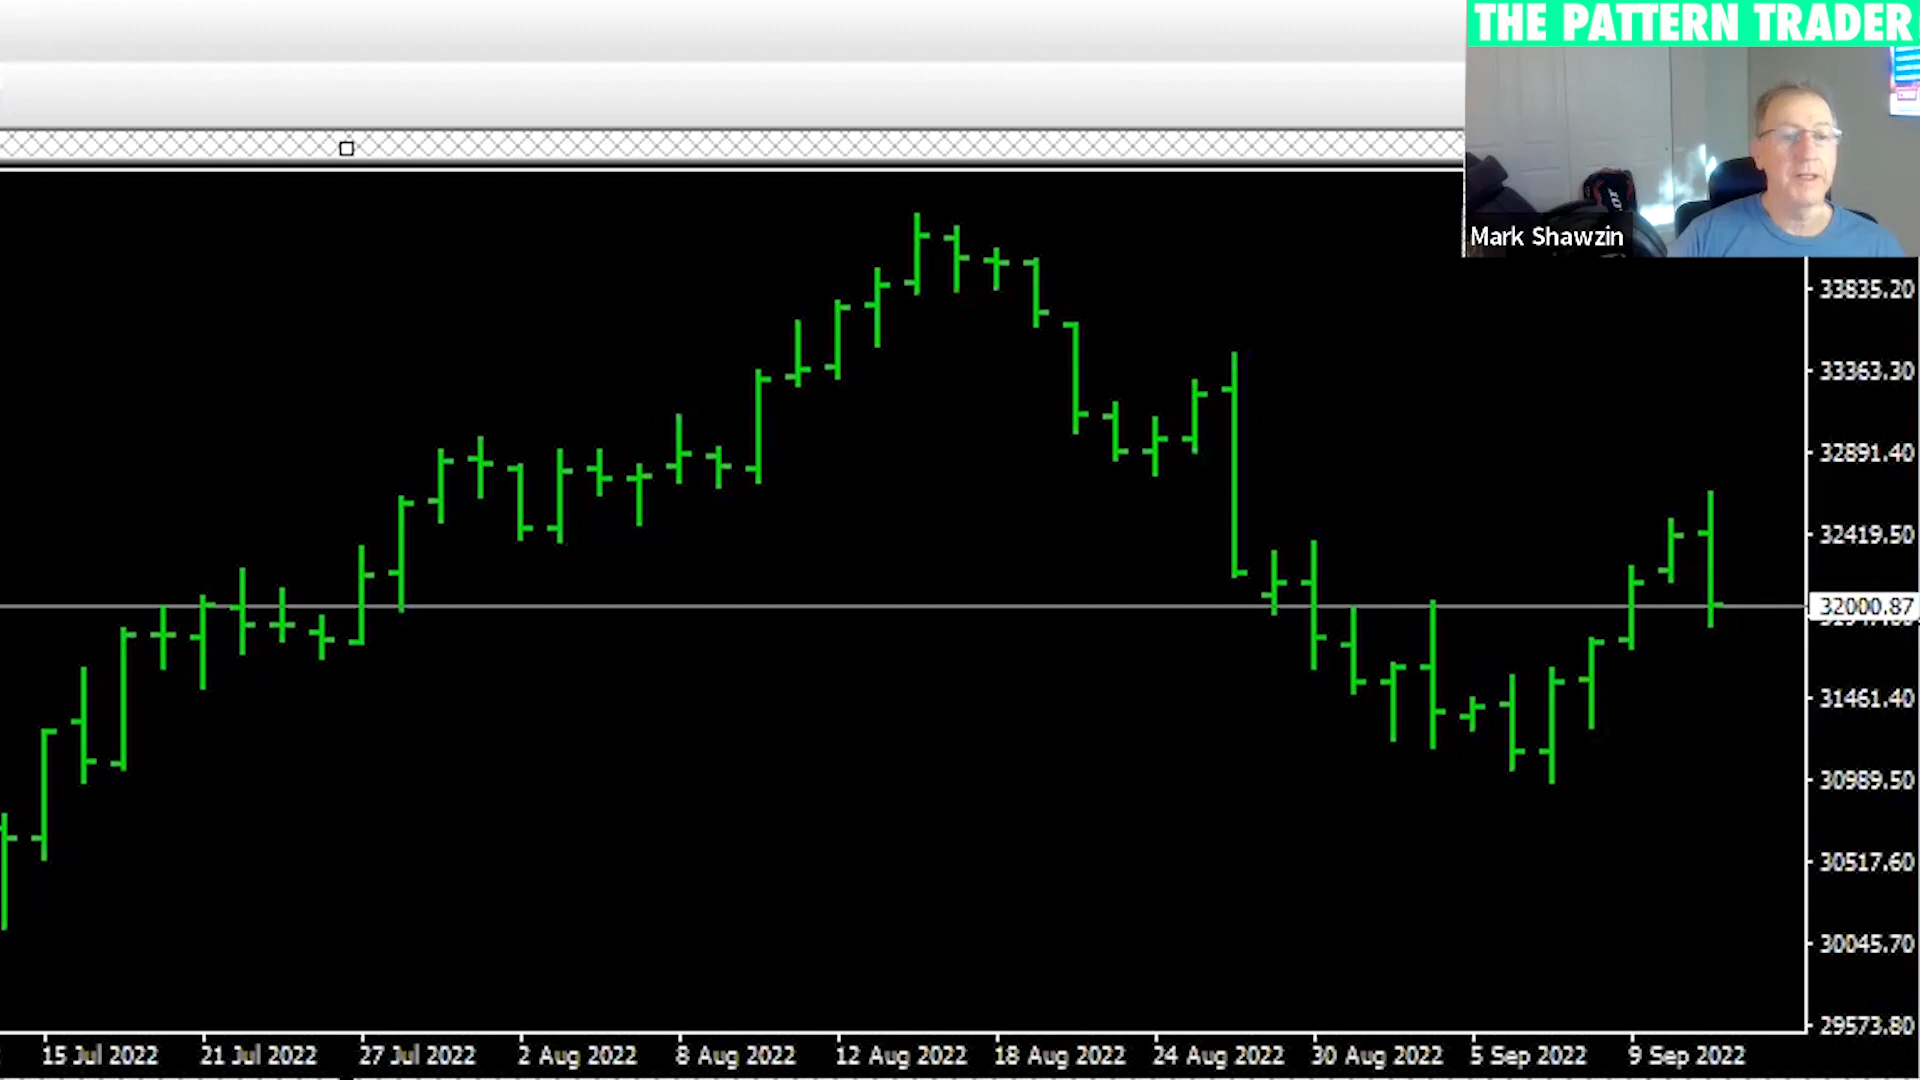 THE PATTERN TRADER
Mark Shawzin
33835.20
33363.30
32891.40
32419.50
32000.87
31461.40
30989.50
30517.60
30045.70
29573.80
15 Jul 2022
21 Jul 2022
27 Jul 2022
2 Aug 2022
8 Aug 2022
12 Aug 2022
18 Aug 2022
24 Aug 2022
30 Aug 2022
5 Sep 2022
9 Sep 2022